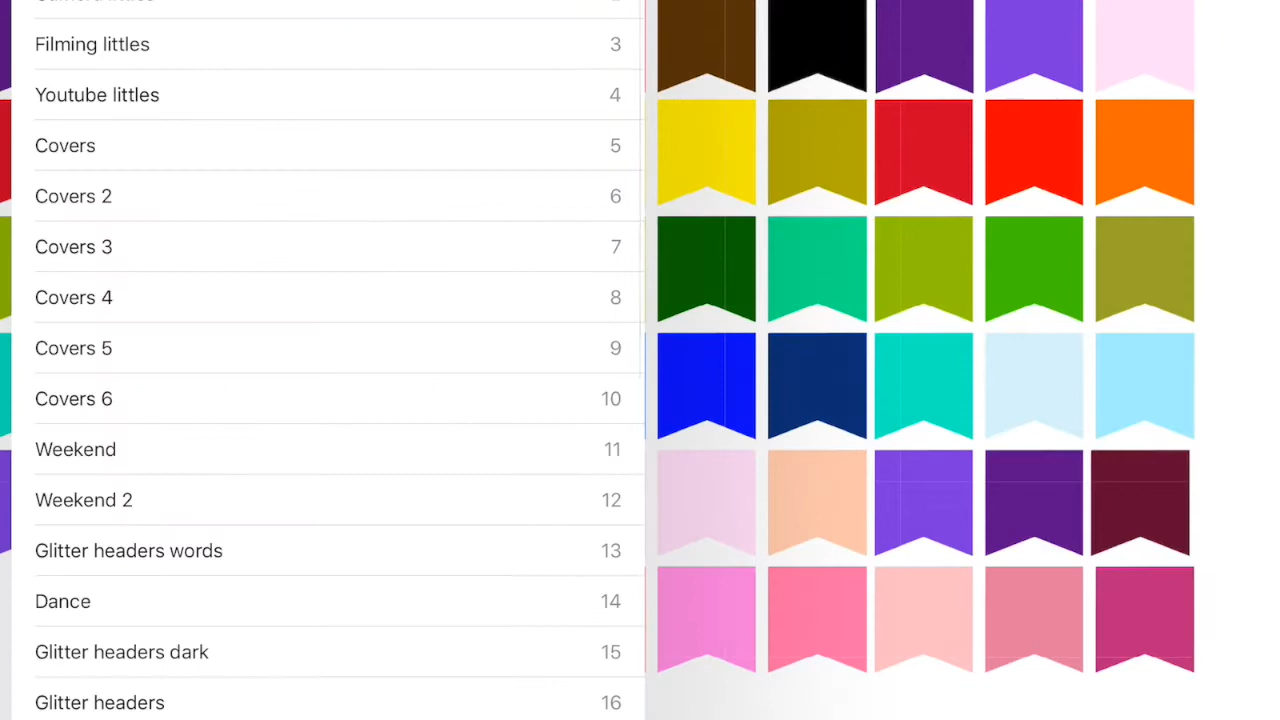 Filming littles 3
Youtube littles 4
Covers 5
Covers 2 6
Covers 3 7
Covers 4 8
Covers 5 9
Covers 6 10
Weekend 11
Weekend 2 12
Glitter headers words 13
Dance 14
Glitter headers dark 15
Glitter headers 16